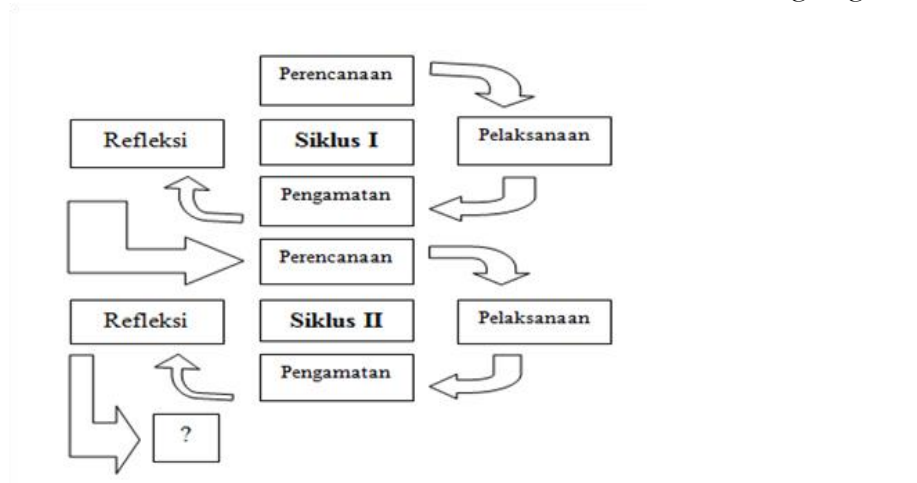 Perencanaan
Refleksi
Siklus I
Pelaksanaan
Pengamatan
Perencanaan
Refleksi
Siklus II
Pelaksanaan
Pengamatan
?